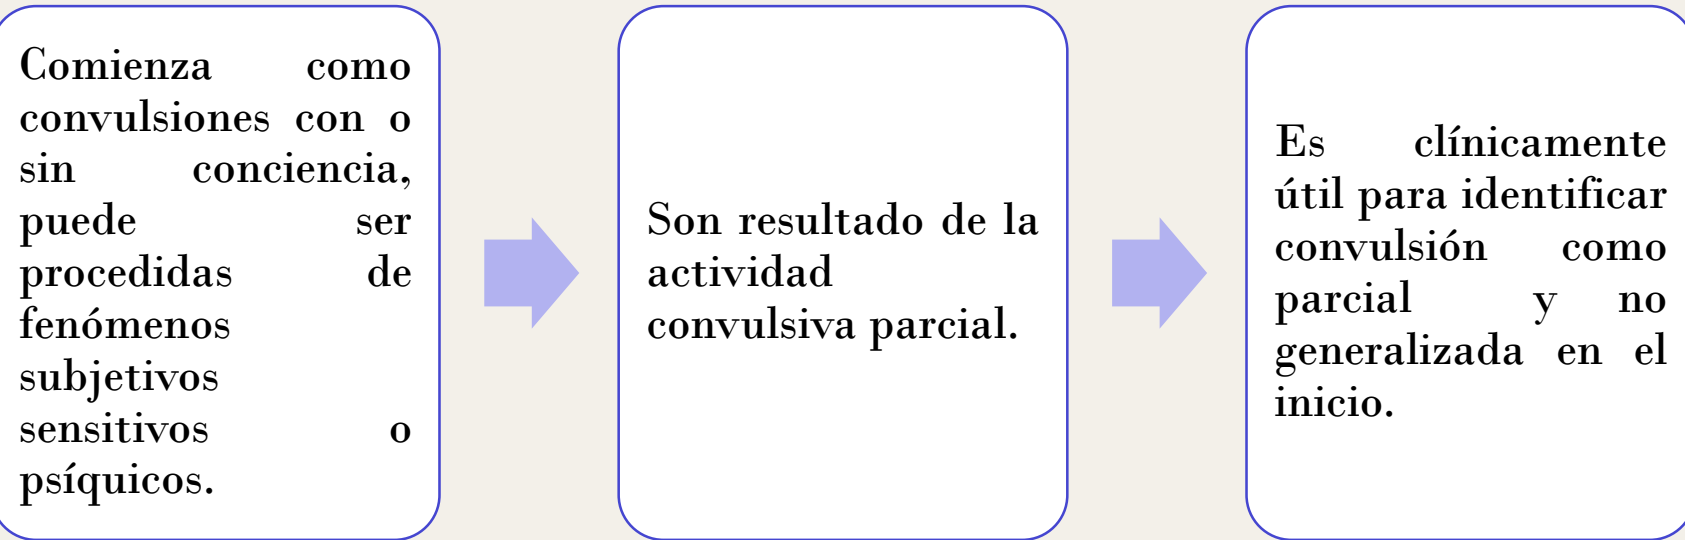 Comienza como
convulsiones con o
sin conciencia,
puede ser
procedidas de
fenómenos
subjetivos
sensitivos o
psíquicos.
Son resultado de la
actividad
convulsiva parcial.
Es clínicamente
útil para identificar
convulsión como
parcial y no
generalizada en el
inicio.